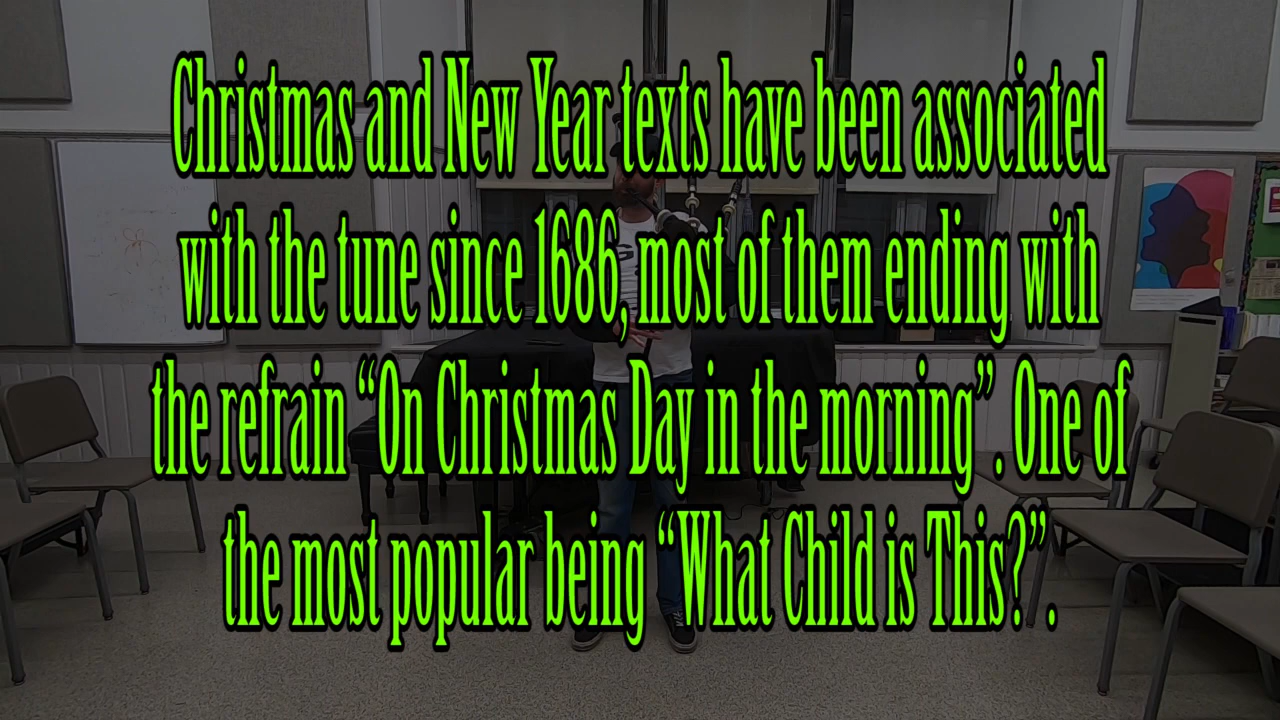 Christmas and New Year texts have been associated
with the tune since 1686, most of them ending with
the refrain “On Christmas Day in the morning” . One of
the most popular being “What Child is This?” .